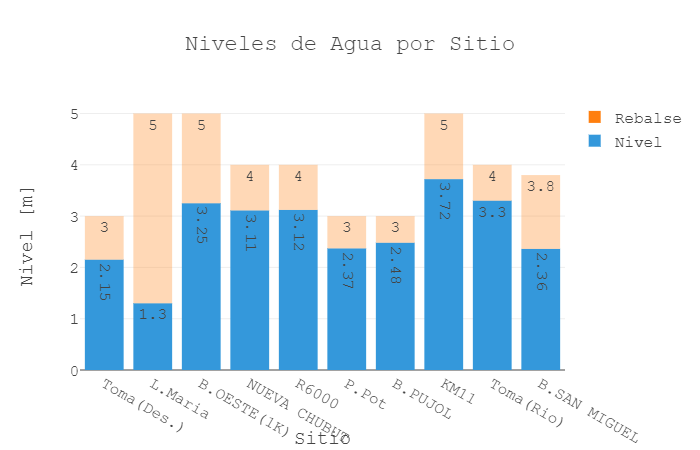 Niveles de Agua por Sitio
Rebalse
Nivel
Nivel [m]
5
4
3
2
1
0
3
5
5
4
4
3
3
5
4
3.8
2.15
1.3
3.25
3.11
3.12
2.37
2.48
3.72
3.3
2.36
Toma(Des.)
L.Maria
B.OESTE(1K)
NUEVA CHUBUT
R6000
P.Pot
B.PUJOL
KM11
Toma(Rio)
B.SAN MIGUEL
Sitio